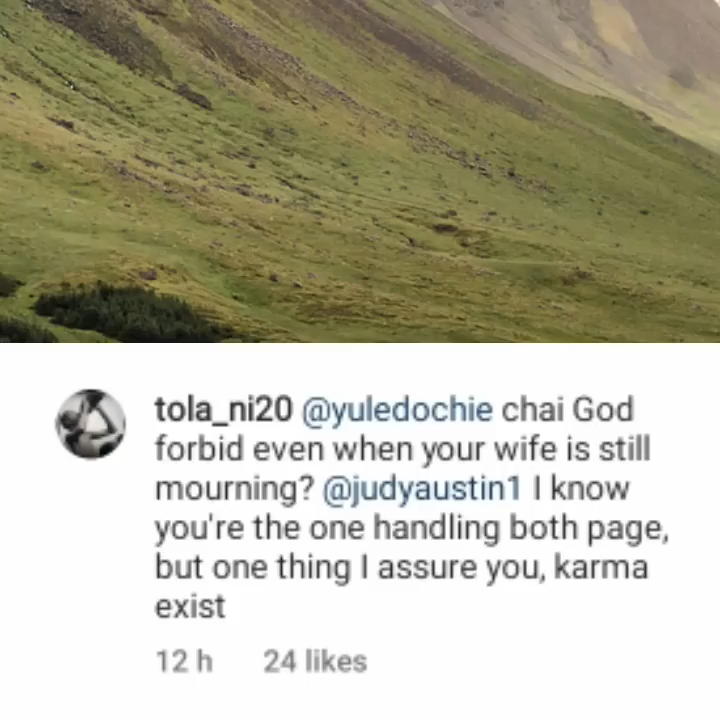 tola_ni20 @yuledochie chai God
forbid even when your wife is still
mourning? @judyaustin1 I know
you're the one handling both page,
but one thing I assure you, karma
exist
12 h 24 likes